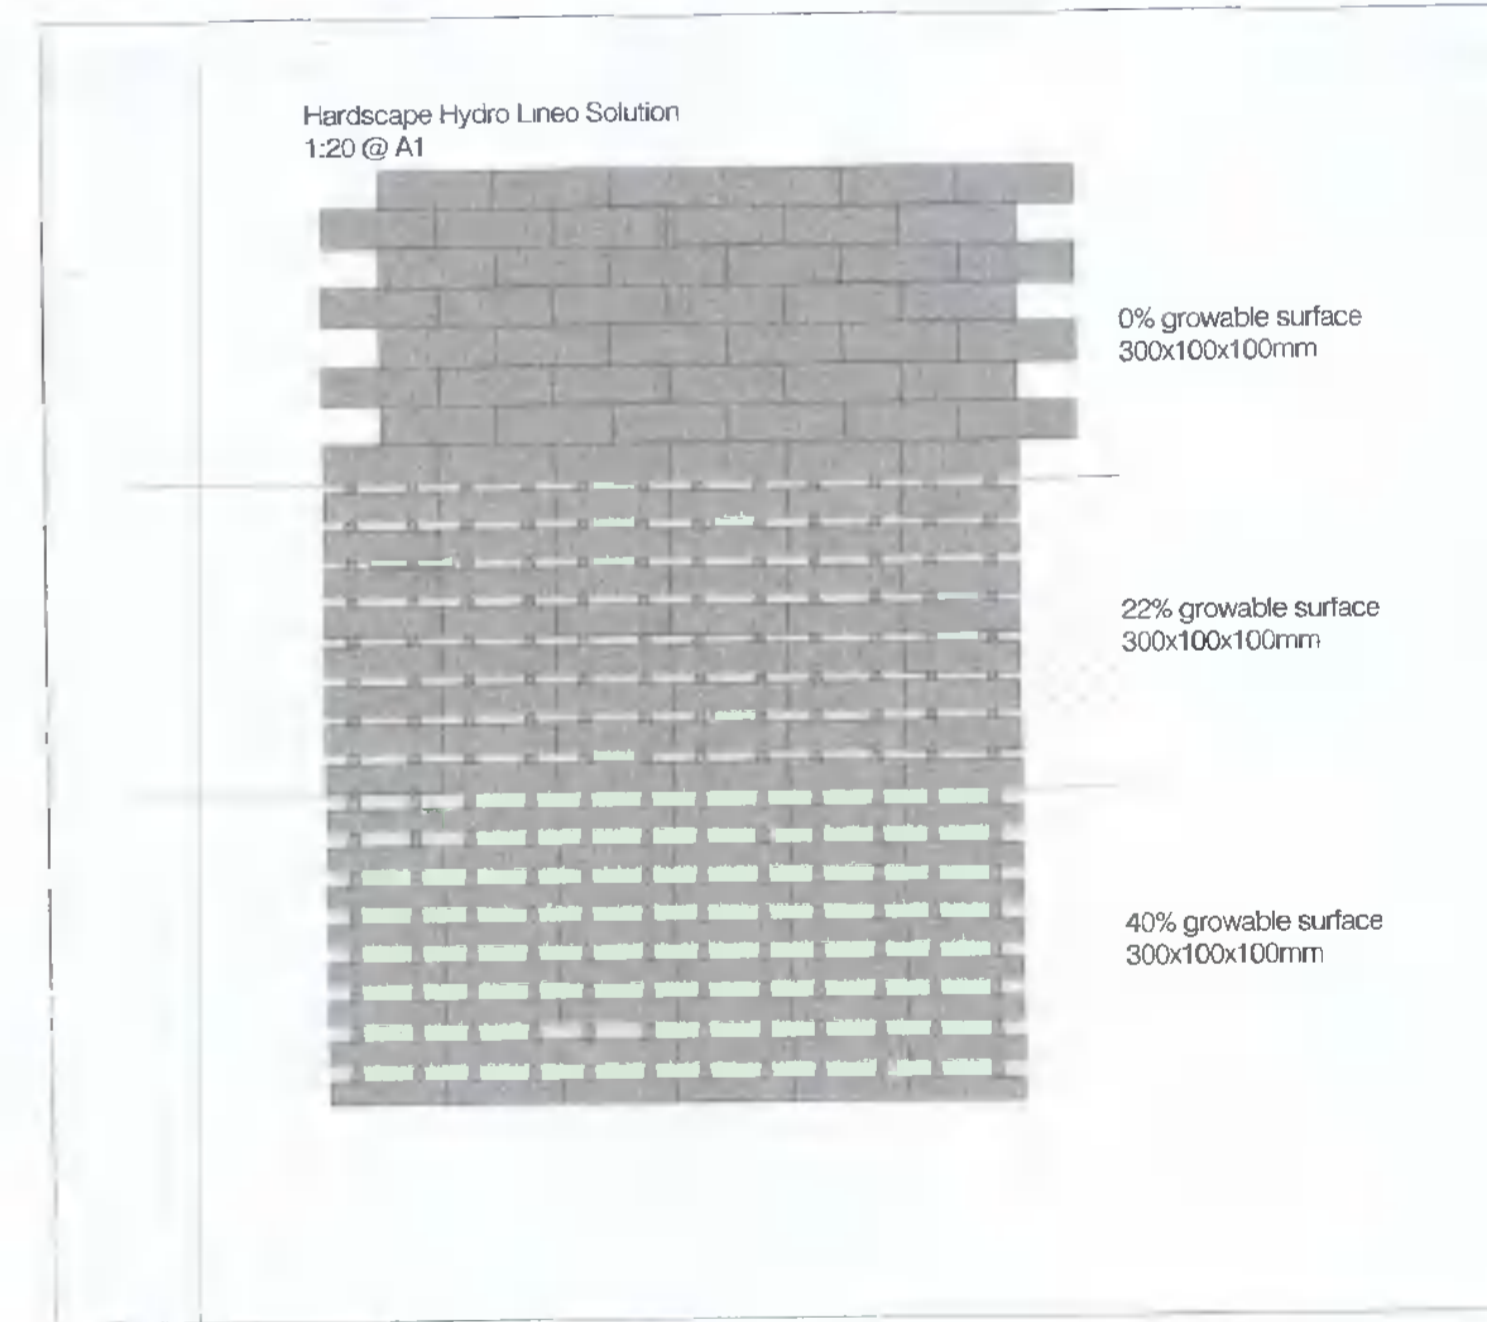 Hardscape Hydro Lineo Solution
1:20 @ A1
0% growable surface
300x100x100mm
22% growable surface
300x100x100mm
40% growable surface
300x100x100mm